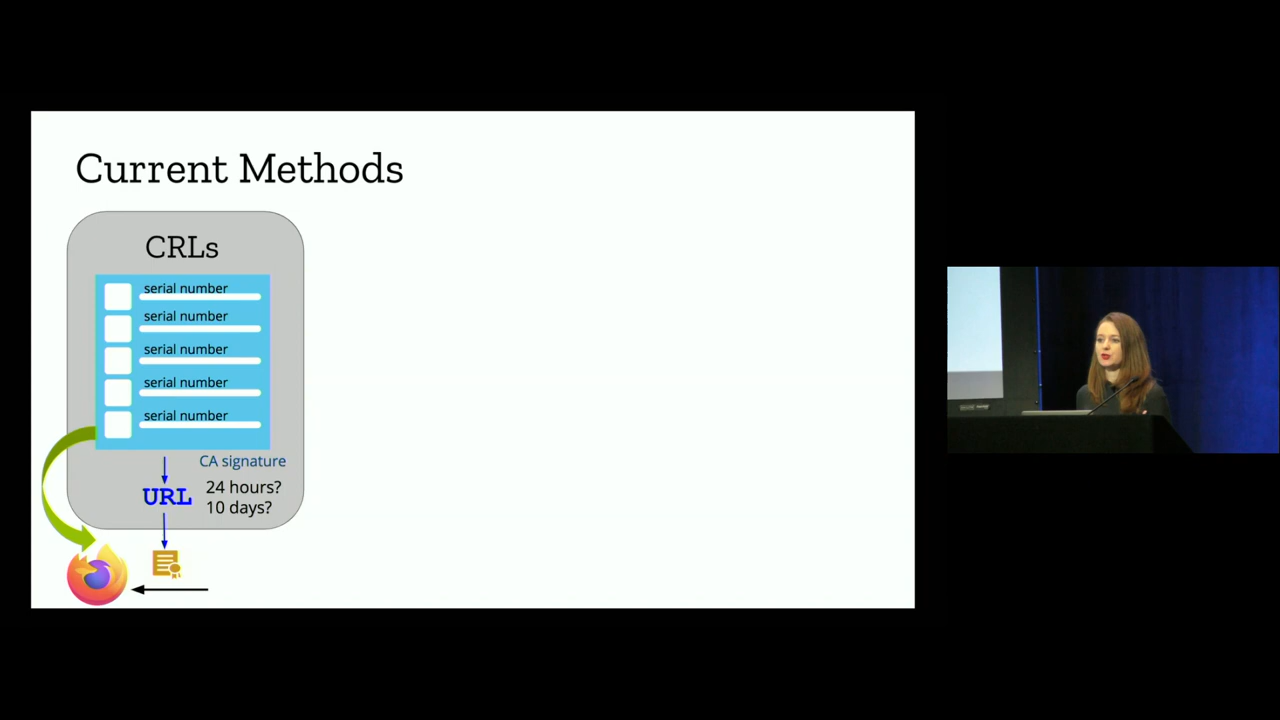 Current Methods
CRLs
serial number
serial number
serial number
serial number
serial number
CA signature
URL
24 hours?
10 days?